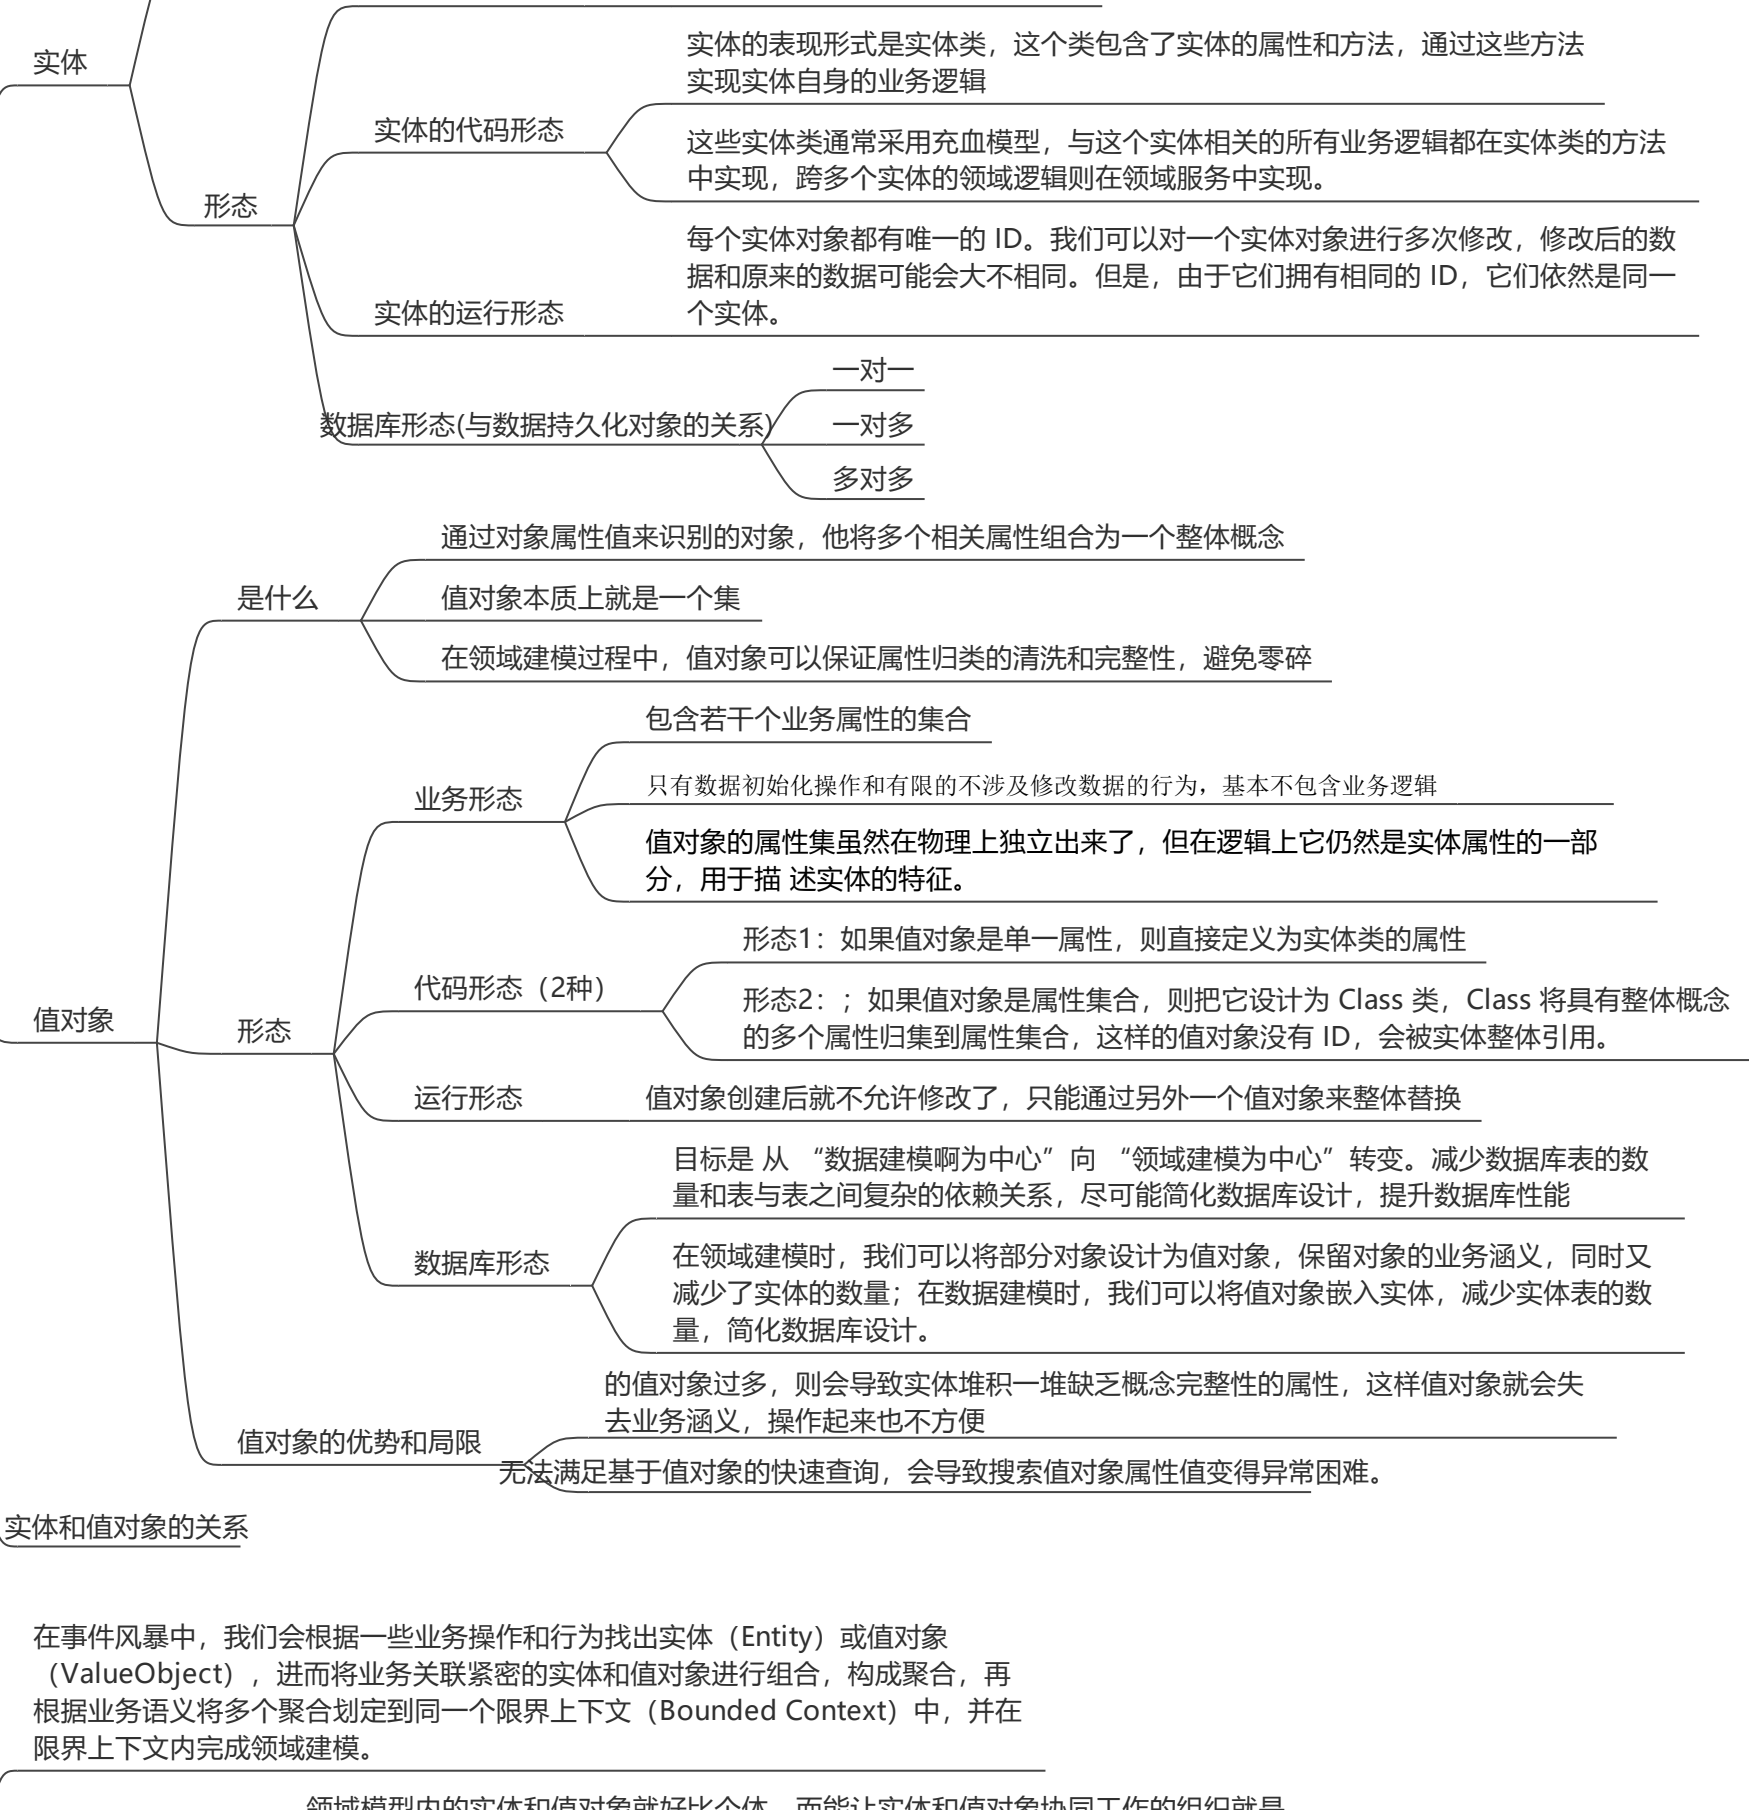 实体
形态
实体的代码形态
实体的表现形式是实体类，这个类包含了实体的属性和方法，通过这些方法
实现实体自身的业务逻辑
这些实体类通常采用充血模型，与这个实体相关的所有业务逻辑都在实体类的方法
中实现，跨多个实体的领域逻辑则在领域服务中实现。
实体的运行形态
每个实体对象都有唯一的 ID。我们可以对一个实体对象进行多次修改，修改后的数
据和原来的数据可能会大不相同。但是，由于它们拥有相同的 ID，它们依然是同一
个实体。
数据库形态(与数据持久化对象的关系)
一对一
一对多
多对多
值对象
是什么
通过对象属性值来识别的对象，他将多个相关属性组合为一个整体概念
值对象本质上就是一个集
在领域建模过程中，值对象可以保证属性归类的清洗和完整性，避免零碎
形态
业务形态
包含若干个业务属性的集合
只有数据初始化操作和有限的不涉及修改数据的行为，基本不包含业务逻辑
值对象的属性集虽然在物理上独立出来了，但在逻辑上它仍然是实体属性的一部
分，用于描 述实体的特征。
代码形态（2种）
形态1：如果值对象是单一属性，则直接定义为实体类的属性
形态2：；如果值对象是属性集合，则把它设计为 Class 类，Class 将具有整体概念
的多个属性归集到属性集合，这样的值对象没有 ID，会被实体整体引用。
运行形态
值对象创建后就不允许修改了，只能通过另外一个值对象来整体替换
数据库形态
目标是 从 “数据建模啊为中心”向 “领域建模为中心”转变。减少数据库表的数
量和表与表之间复杂的依赖关系，尽可能简化数据库设计，提升数据库性能
在领域建模时，我们可以将部分对象设计为值对象，保留对象的业务涵义，同时又
减少了实体的数量；在数据建模时，我们可以将值对象嵌入实体，减少实体表的数
量，简化数据库设计。
值对象的优势和局限
的值对象过多，则会导致实体堆积一堆缺乏概念完整性的属性，这样值对象就会失
去业务涵义，操作起来也不方便
无法满足基于值对象的快速查询，会导致搜索值对象属性值变得异常困难。
实体和值对象的关系
在事件风暴中，我们会根据一些业务操作和行为找出实体（Entity）或值对象
（ValueObject），进而将业务关联紧密的实体和值对象进行组合，构成聚合，再
根据业务语义将多个聚合划定到同一个限界上下文（Bounded Context）中，并在
限界上下文内完成领域建模。
领域模型内的实体和值对象就好比个体，而能让实体和值对象协同工作的组织就是